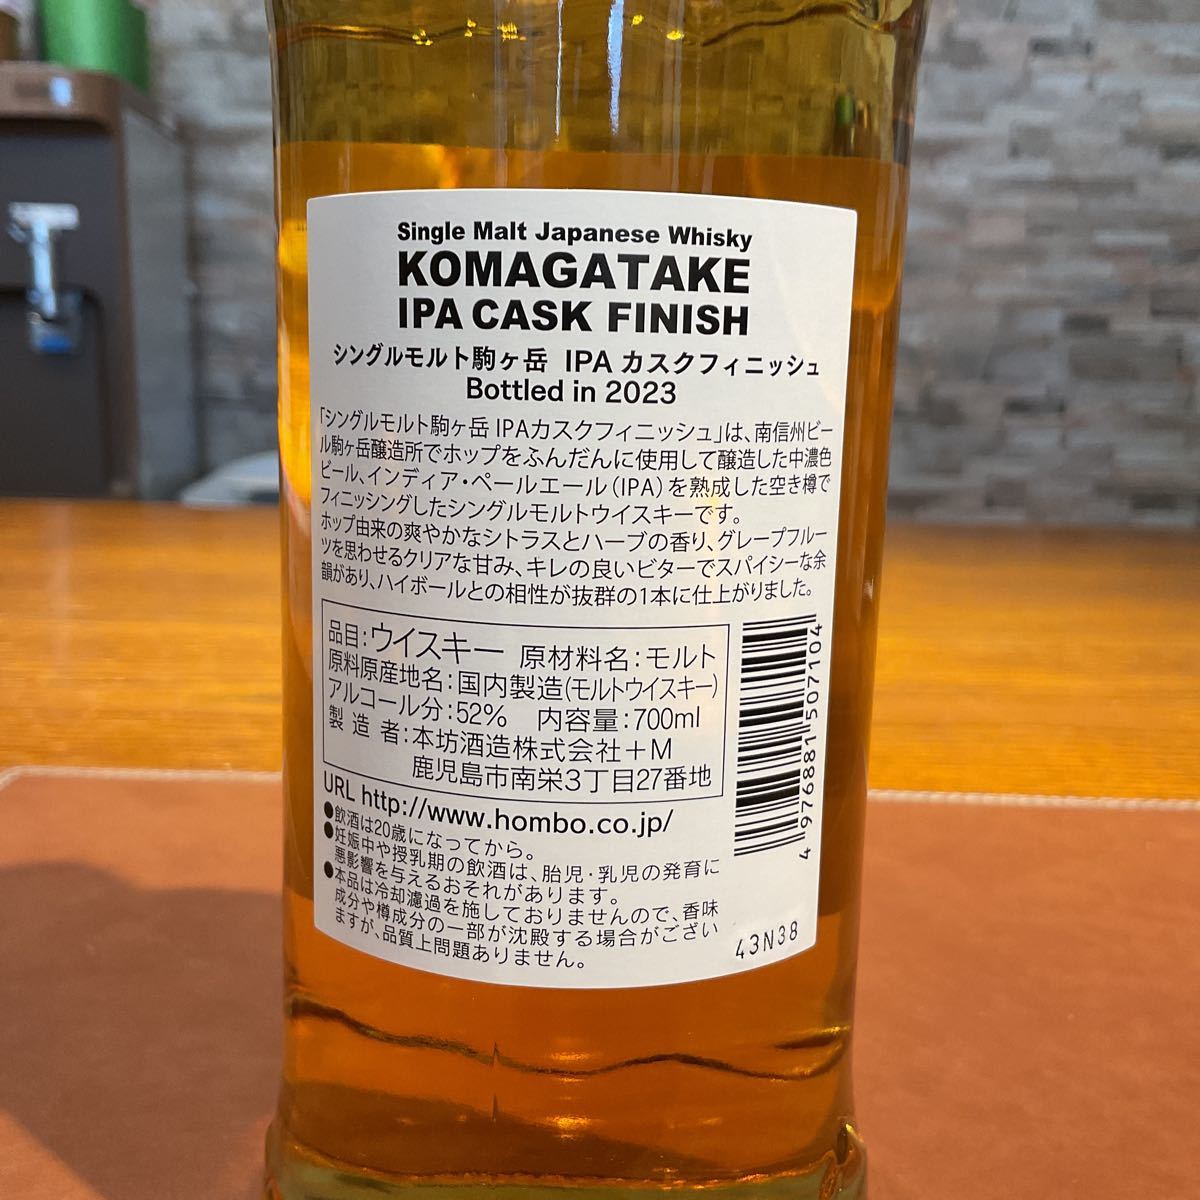 Single Malt Japanese Whisky
KOMAGATAKE
IPA CASK FINISH
シングルモルト駒ヶ岳 IPA カスクフィニッシュ
Bottled in 2023
「シングルモルト駒ヶ岳 IPAカスクフィニッシュ」は、南信州ビー
ル駒ヶ岳醸造所でホップをふんだんに使用して醸造した中濃色
ビール、インディア・ペールエール(IPA)を熟成した空き樽で
フィニッシングしたシングルモルトウイスキーです。
ホップ由来の爽やかなシトラスとハーブの香り、グレープフルー
ツを思わせるクリアな甘み、キレの良いビターでスパイシーな余
韻があり、ハイボールとの相性が抜群の1本に仕上がりました。
品目:ウイスキー 原材料名:モルト
原料原産地名:国内製造(モルトウイスキー)
アルコール分:52% 内容量:700ml
製造者:本坊酒造株式会社+M
鹿児島市南栄3丁目27番地
URL http://www.hombo.co.jp/
●飲酒は20歳になってから。
●妊娠中や授乳期の飲酒は、胎児・乳児の発育に
悪影響を与えるおそれがあります。
●本品は冷却濾過を施しておりませんので、香味
成分や樽成分の一部が沈殿する場合がござい
ますが、品質上問題ありません。
4 976881 507104
43N38